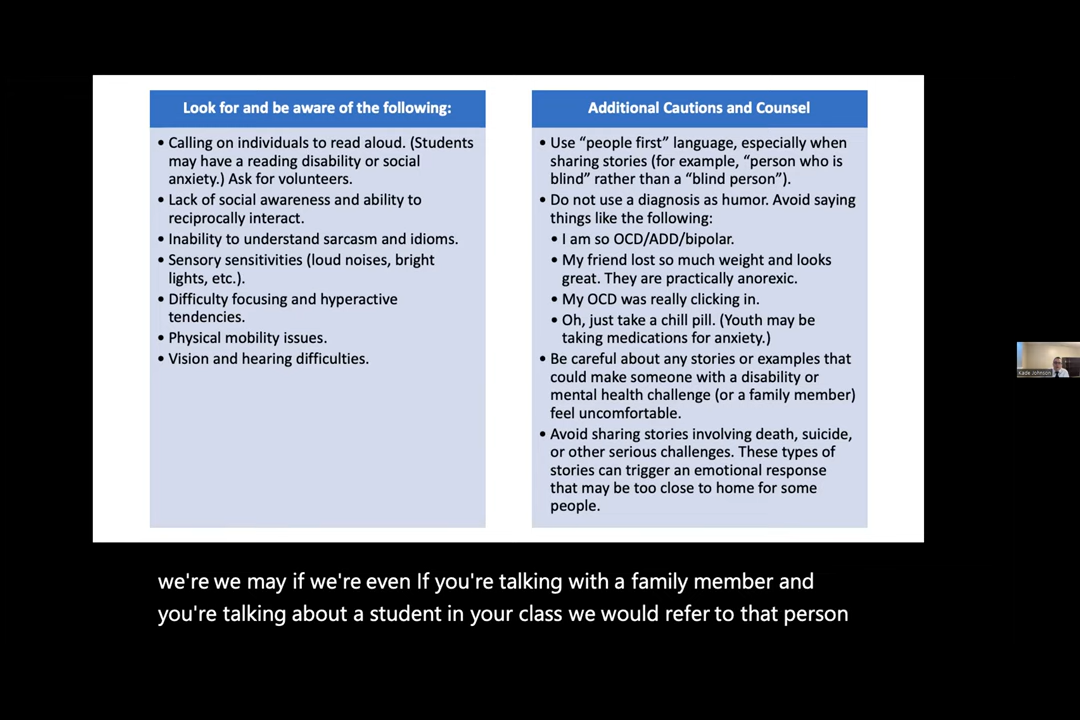 Look for and be aware of the following:
• Calling on individuals to read aloud. (Students
may have a reading disability or social
anxiety.) Ask for volunteers.
• Lack of social awareness and ability to
reciprocally interact.
• Inability to understand sarcasm and idioms.
• Sensory sensitivities (loud noises, bright
lights, etc.).
• Difficulty focusing and hyperactive
tendencies.
• Physical mobility issues.
• Vision and hearing difficulties.
Additional Cautions and Counsel
• Use “people first” language, especially when
sharing stories (for example, “person who is
blind” rather than a “blind person”).
• Do not use a diagnosis as humor. Avoid saying
things like the following:
• I am so OCD/ADD/bipolar.
• My friend lost so much weight and looks
great. They are practically anorexic.
• My OCD was really clicking in.
• Oh, just take a chill pill. (Youth may be
taking medications for anxiety.)
• Be careful about any stories or examples that
could make someone with a disability or
mental health challenge (or a family member)
feel uncomfortable.
• Avoid sharing stories involving death, suicide,
or other serious challenges. These types of
stories can trigger an emotional response
that may be too close to home for some
people.
Kade Johnson
we're we may if we're even If you're talking with a family member and
you're talking about a student in your class we would refer to that person